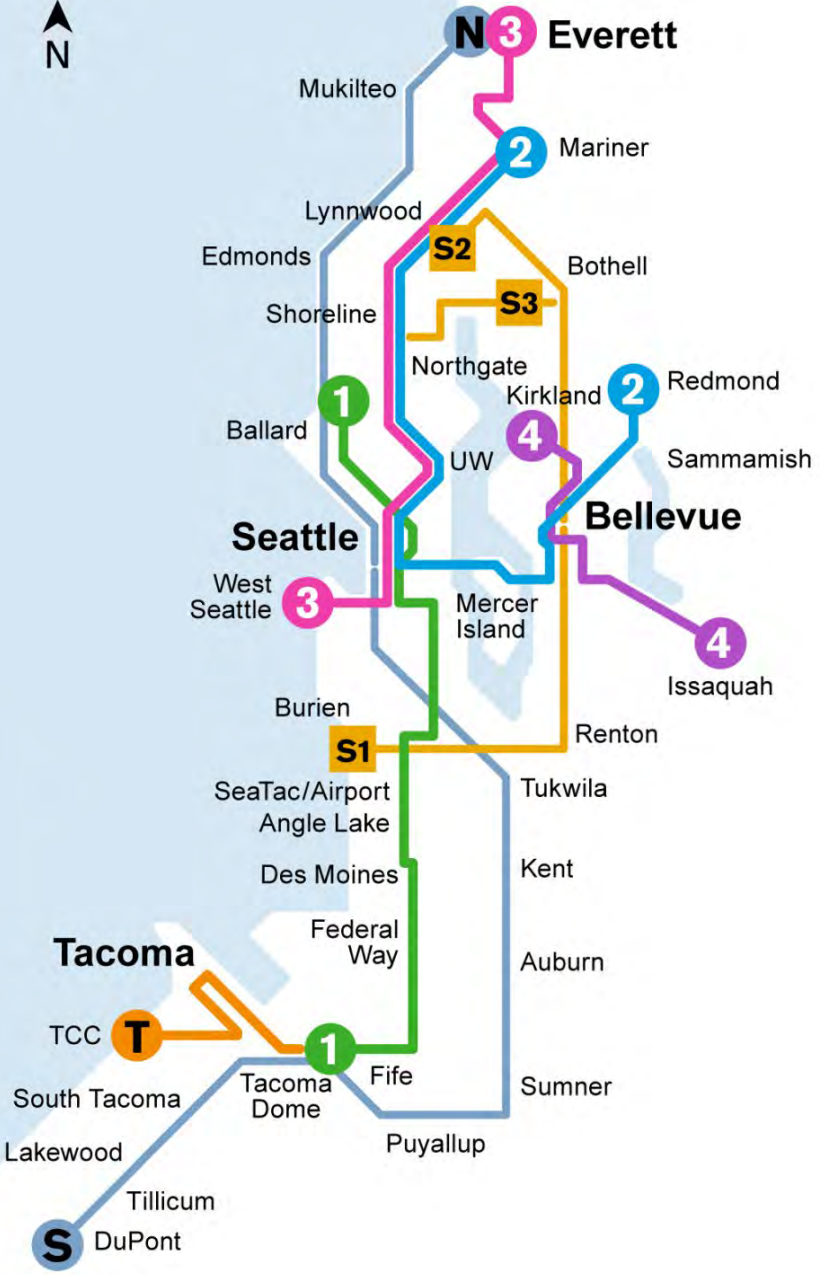 N
3
Everett
N
Mukilteo
2
Mariner
Lynnwood
S2
Edmonds
Bothell
S3
Shoreline
Northgate
1
Kirkland
2
Redmond
Ballard
4
UW
Sammamish
Bellevue
Seattle
West
Seattle
3
Mercer
Island
4
Issaquah
Burien
S1
Renton
SeaTac/Airport
Tukwila
Angle Lake
Des Moines
Kent
Federal
Way
Tacoma
Auburn
TCC
T
1
Fife
Tacoma
Dome
South Tacoma
Sumner
Puyallup
Lakewood
Tillicum
S
DuPont